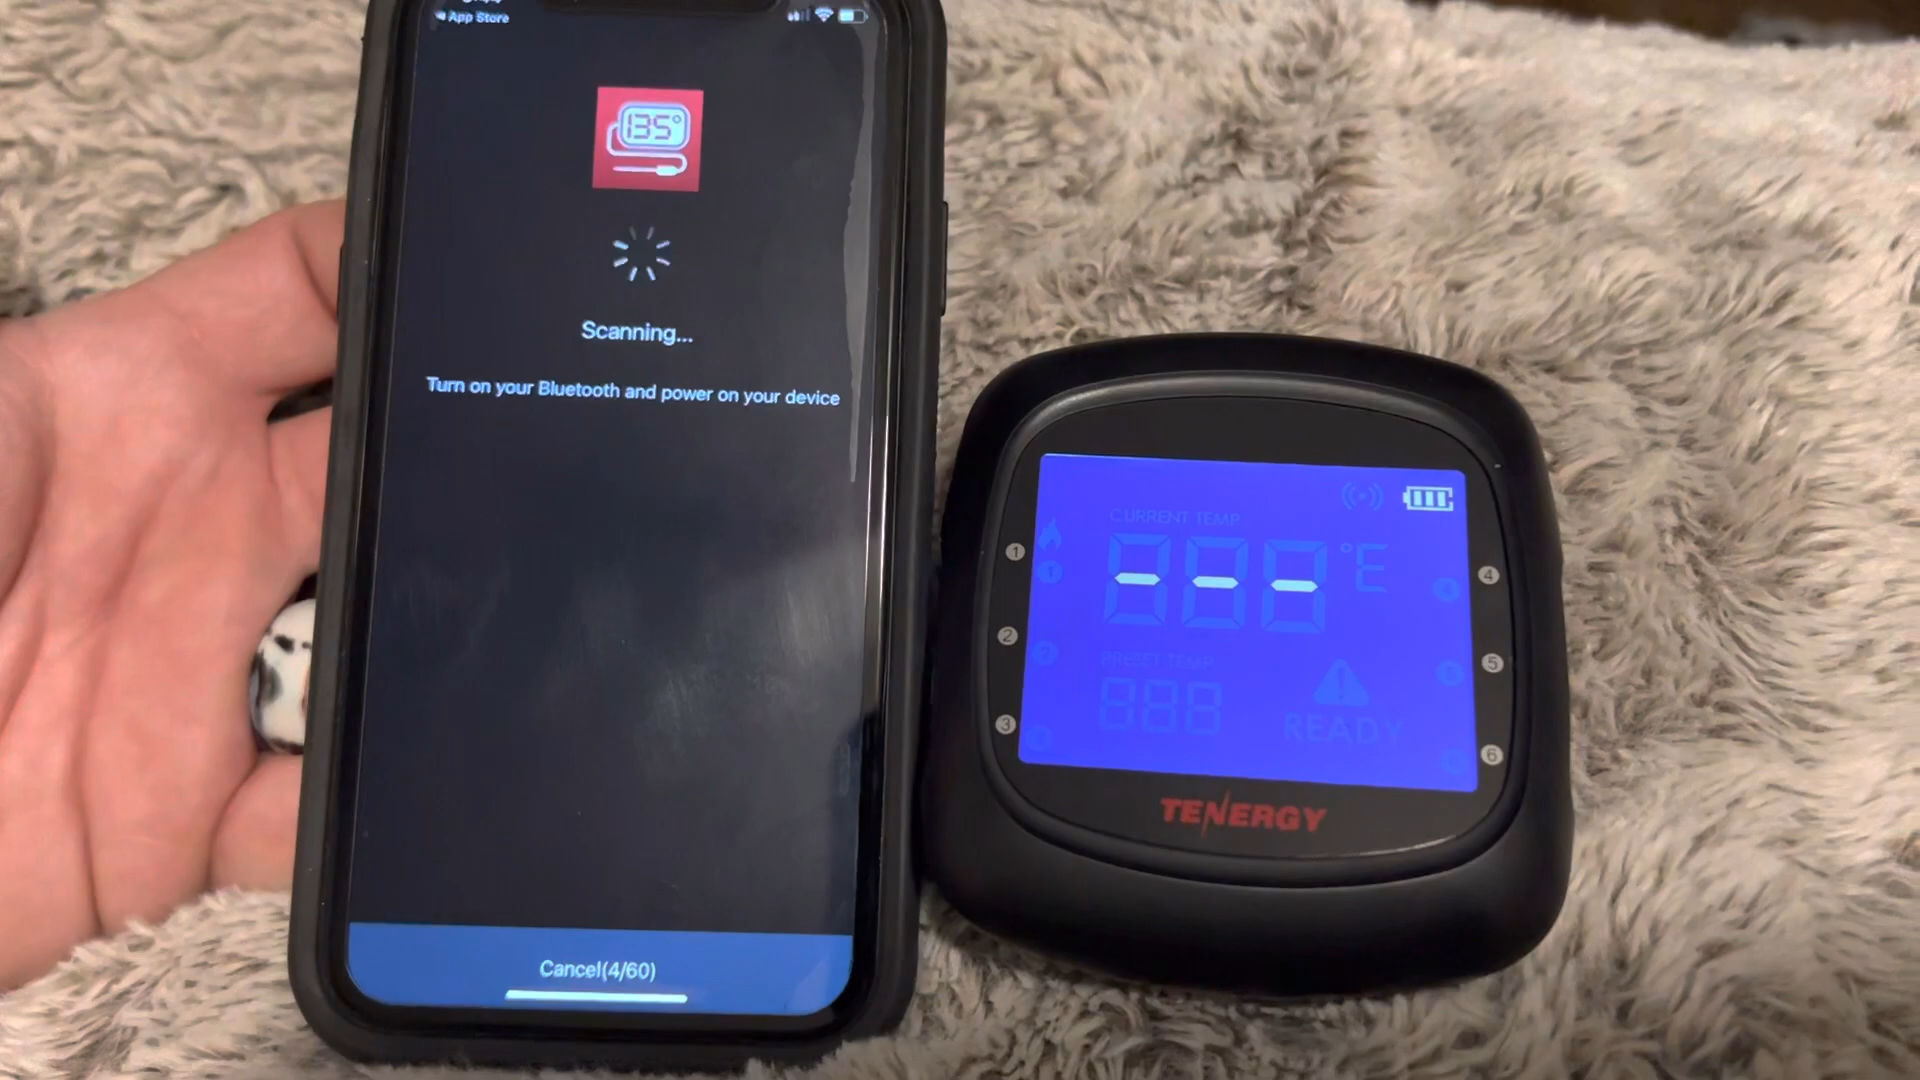 App Store
135°
Scanning...
Turn on your Bluetooth and power on your device
Cancel(4/60)
CURRENT TEMP
---
°E
PRESET TEMP
888
READY
1
2
3
4
5
6
TENERGY